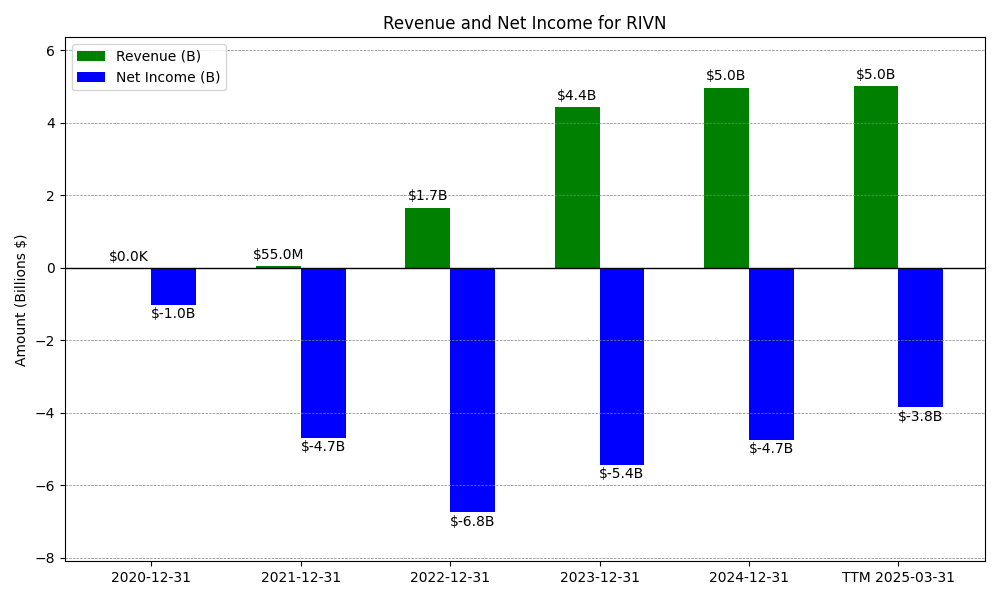 Revenue and Net Income for RIVN
Revenue (B)
Net Income (B)
Amount (Billions $)
6
4
2
0
−2
−4
−6
−8
$0.0K
$55.0M
$1.7B
$4.4B
$5.0B
$5.0B
$-1.0B
$-4.7B
$-6.8B
$-5.4B
$-4.7B
$-3.8B
2020-12-31
2021-12-31
2022-12-31
2023-12-31
2024-12-31
TTM 2025-03-31